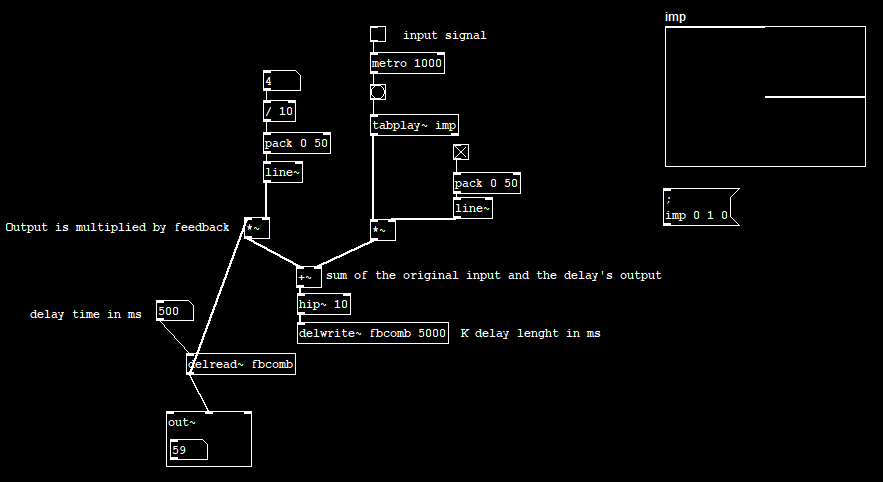 imp
input signal
metro 1000
4
/ 10
tabplay~ imp
pack 0 50
line~
pack 0 50
line~
;
imp 0 1 0
Output is multiplied by feedback
*~
*~
+~ sum of the original input and the delay's output
hip~ 10
delay time in ms
500
delwrite~ fbcomb 5000
K delay lenght in ms
delread~ fbcomb
out~
59